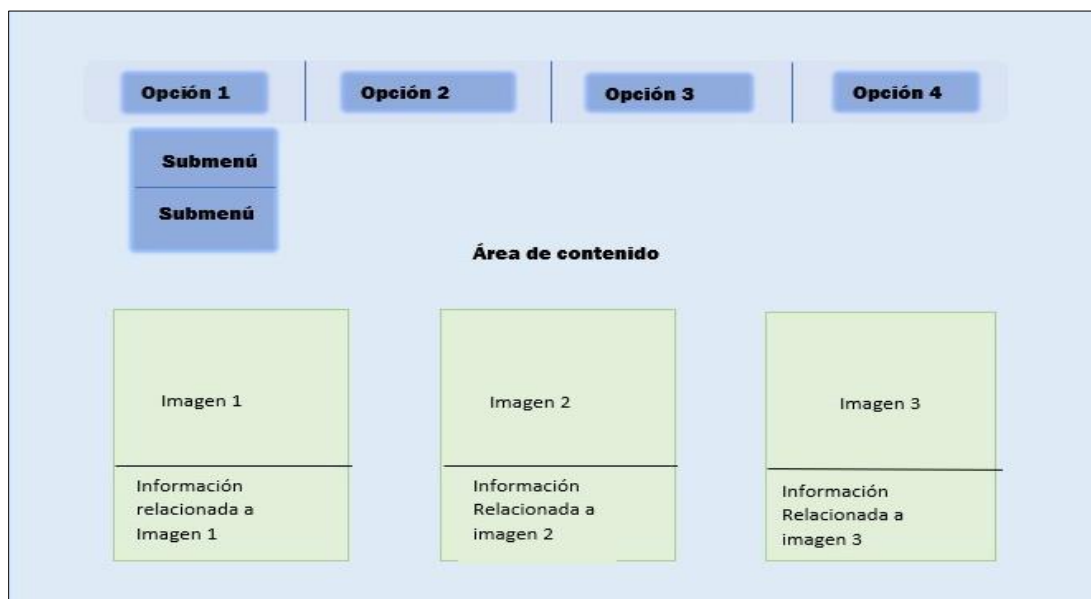 Opción 1
Opción 2
Opción 3
Opción 4
Submenú
Submenú
Área de contenido
Imagen 1
Información
relacionada a
Imagen 1
Imagen 2
Información
Relacionada a
imagen 2
Imagen 3
Información
Relacionada a
imagen 3